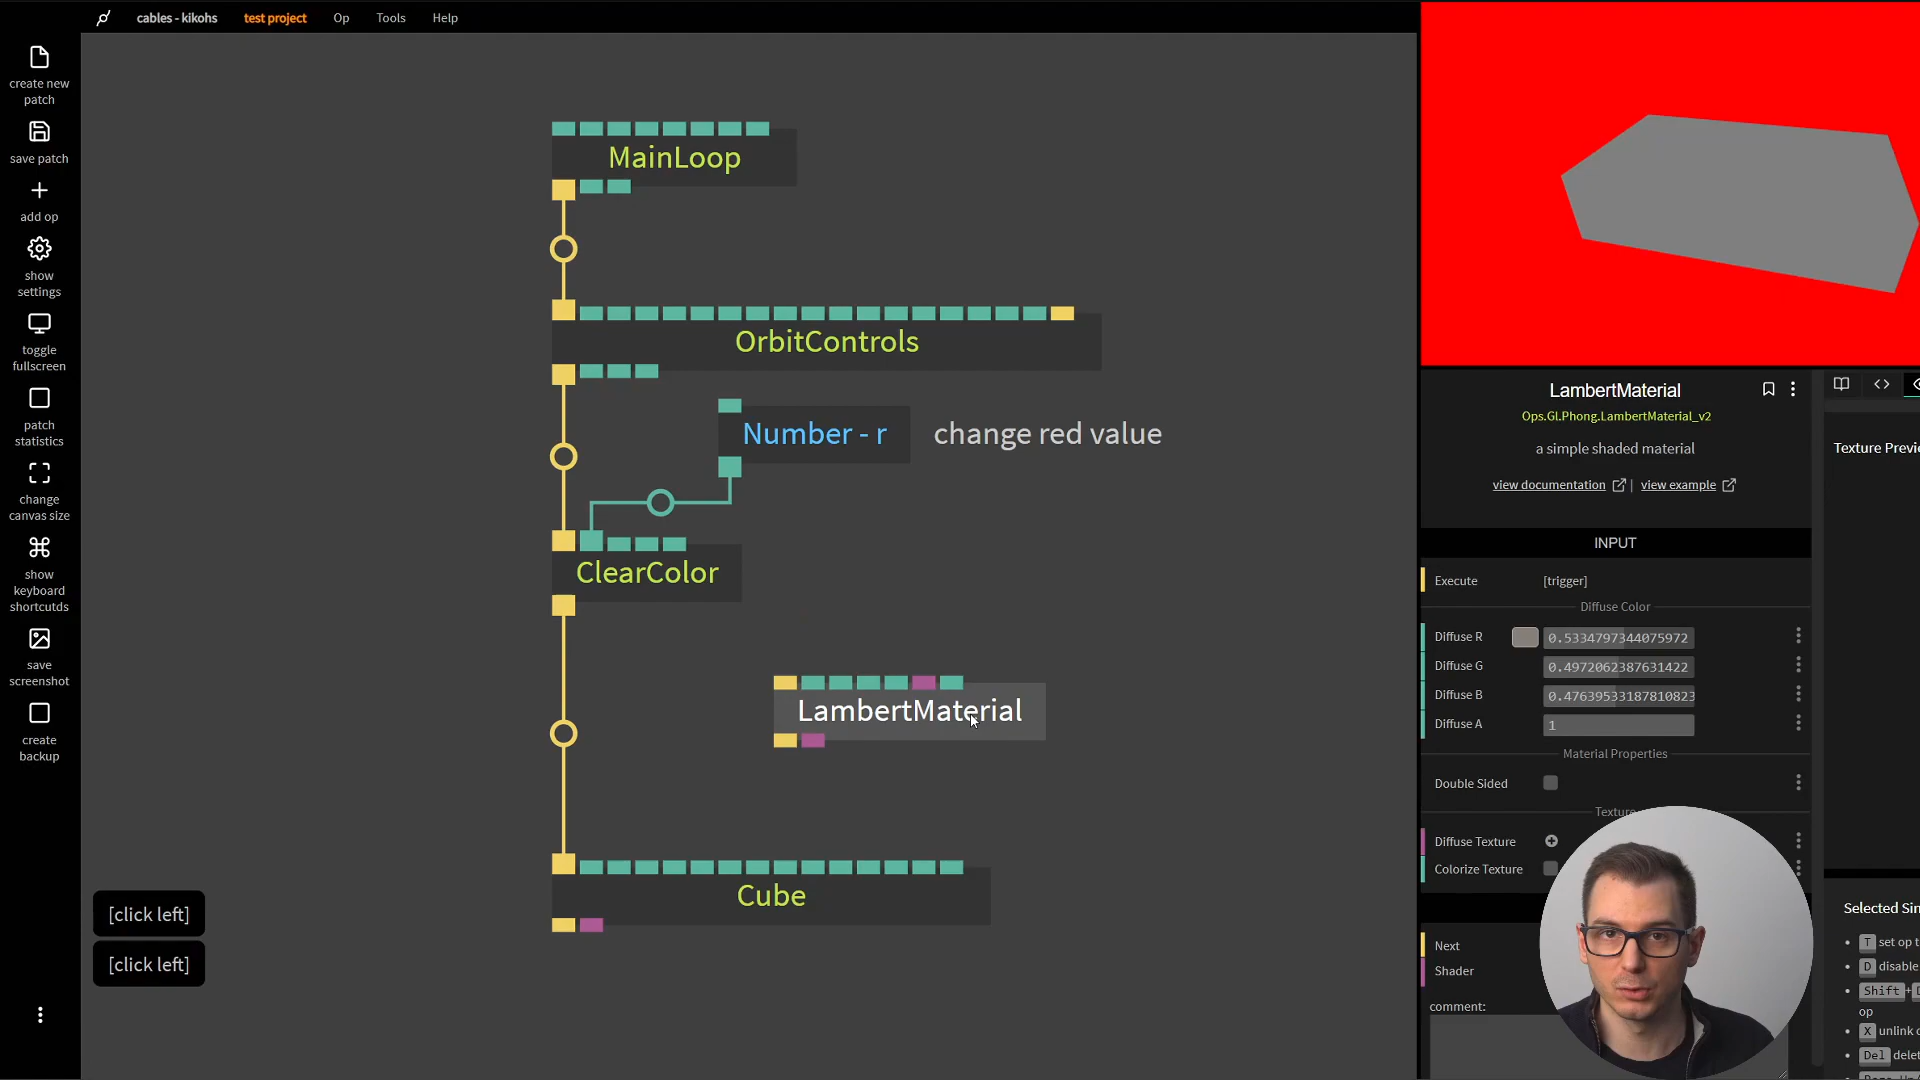 cables - kikohs
test project
Op
Tools
Help
create new
patch
save patch
add op
show
settings
toggle
fullscreen
patch
statistics
change
canvas size
show
keyboard
shortcutds
save
screenshot
create
backup
MainLoop
OrbitControls
Number - r
change red value
ClearColor
LambertMaterial
Cube
[click left]
[click left]
LambertMaterial
Ops.Gl.Phong.LambertMaterial_v2
a simple shaded material
view documentation | view example
INPUT
Execute [trigger]
Diffuse Color
Diffuse R 0.5334797344075972
Diffuse G 0.4972062387631422
Diffuse B 0.47639533187810823
Diffuse A 1
Material Properties
Double Sided
Diffuse Texture
Colorize Texture
Next
Shader
comment:
Texture
Selected
T set op
D disable
Shift +
op
X unlink
Del